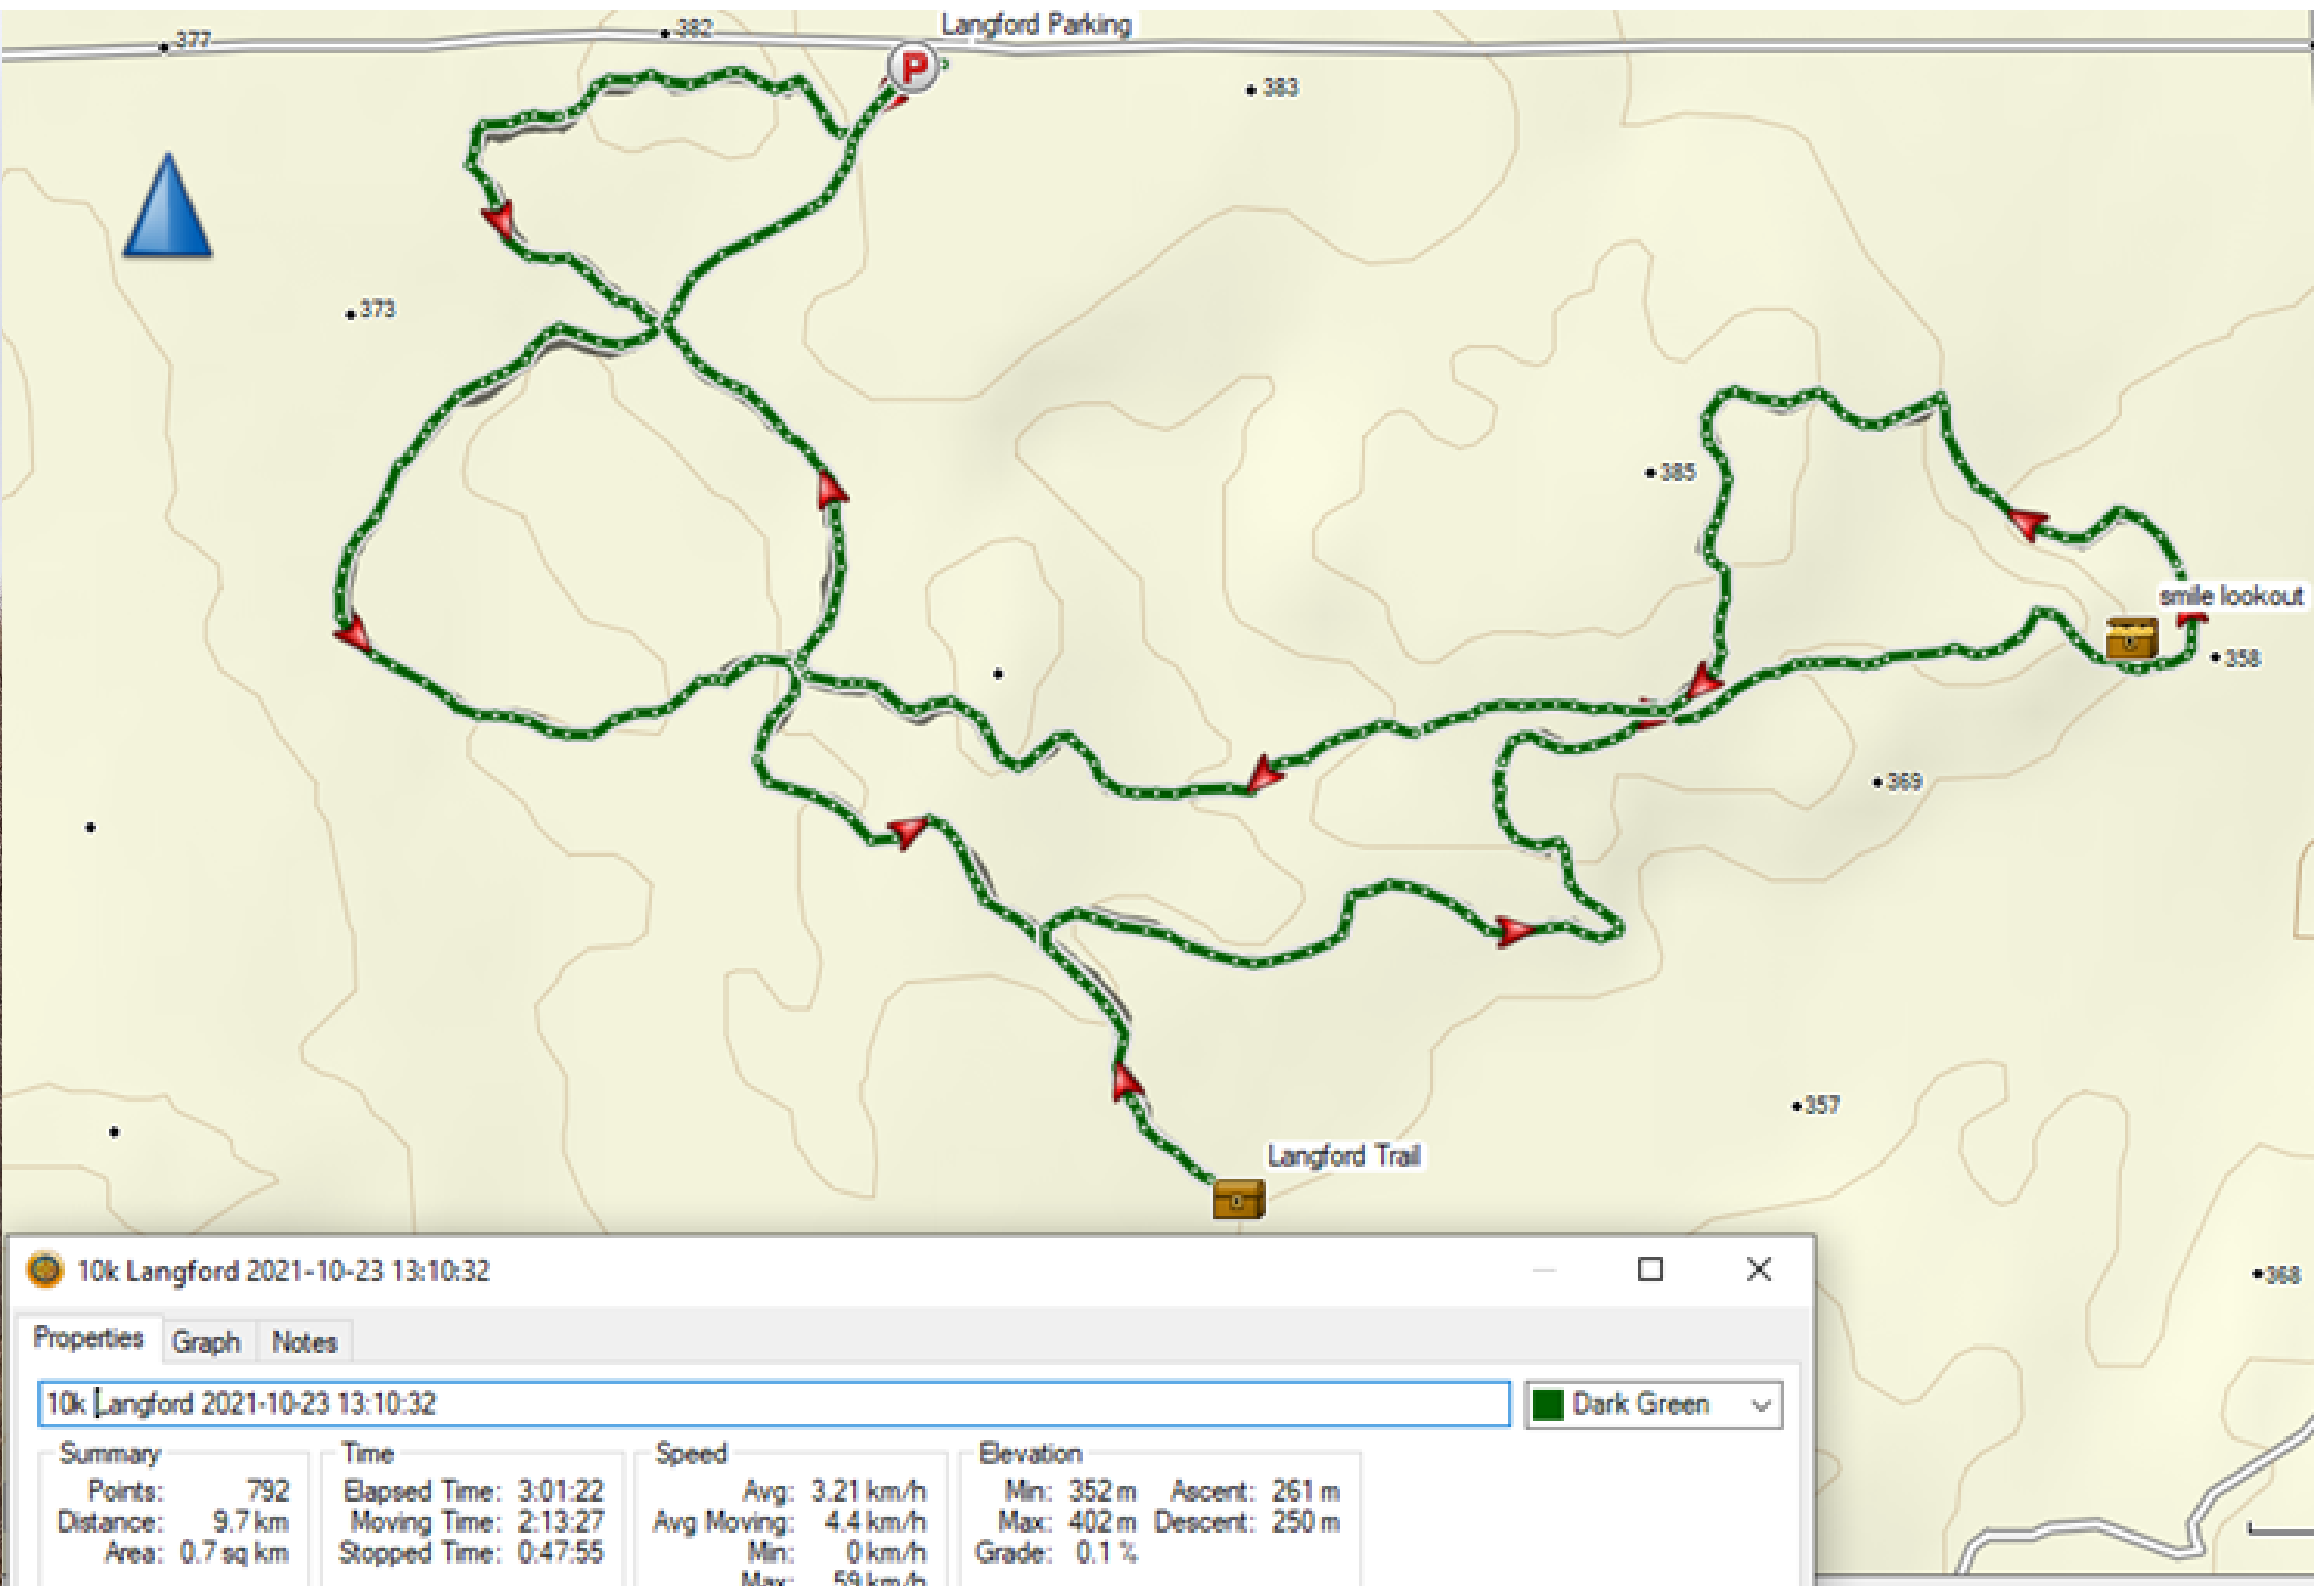 Langford Parking
377
382
P
383
373
385
smile lookout
358
369
Langford Trail
357
368
10k Langford 2021-10-23 13:10:32
Properties Graph Notes
10k Langford 2021-10-23 13:10:32
Dark Green
Summary
Points: 792
Distance: 9.7 km
Area: 0.7 sq km
Time
Elapsed Time: 3:01:22
Moving Time: 2:13:27
Stopped Time: 0:47:55
Speed
Avg: 3.21 km/h
Avg Moving: 4.4 km/h
Min: 0 km/h
Max: 59 km/h
Elevation
Min: 352 m Ascent: 261 m
Max: 402 m Descent: 250 m
Grade: 0.1 %